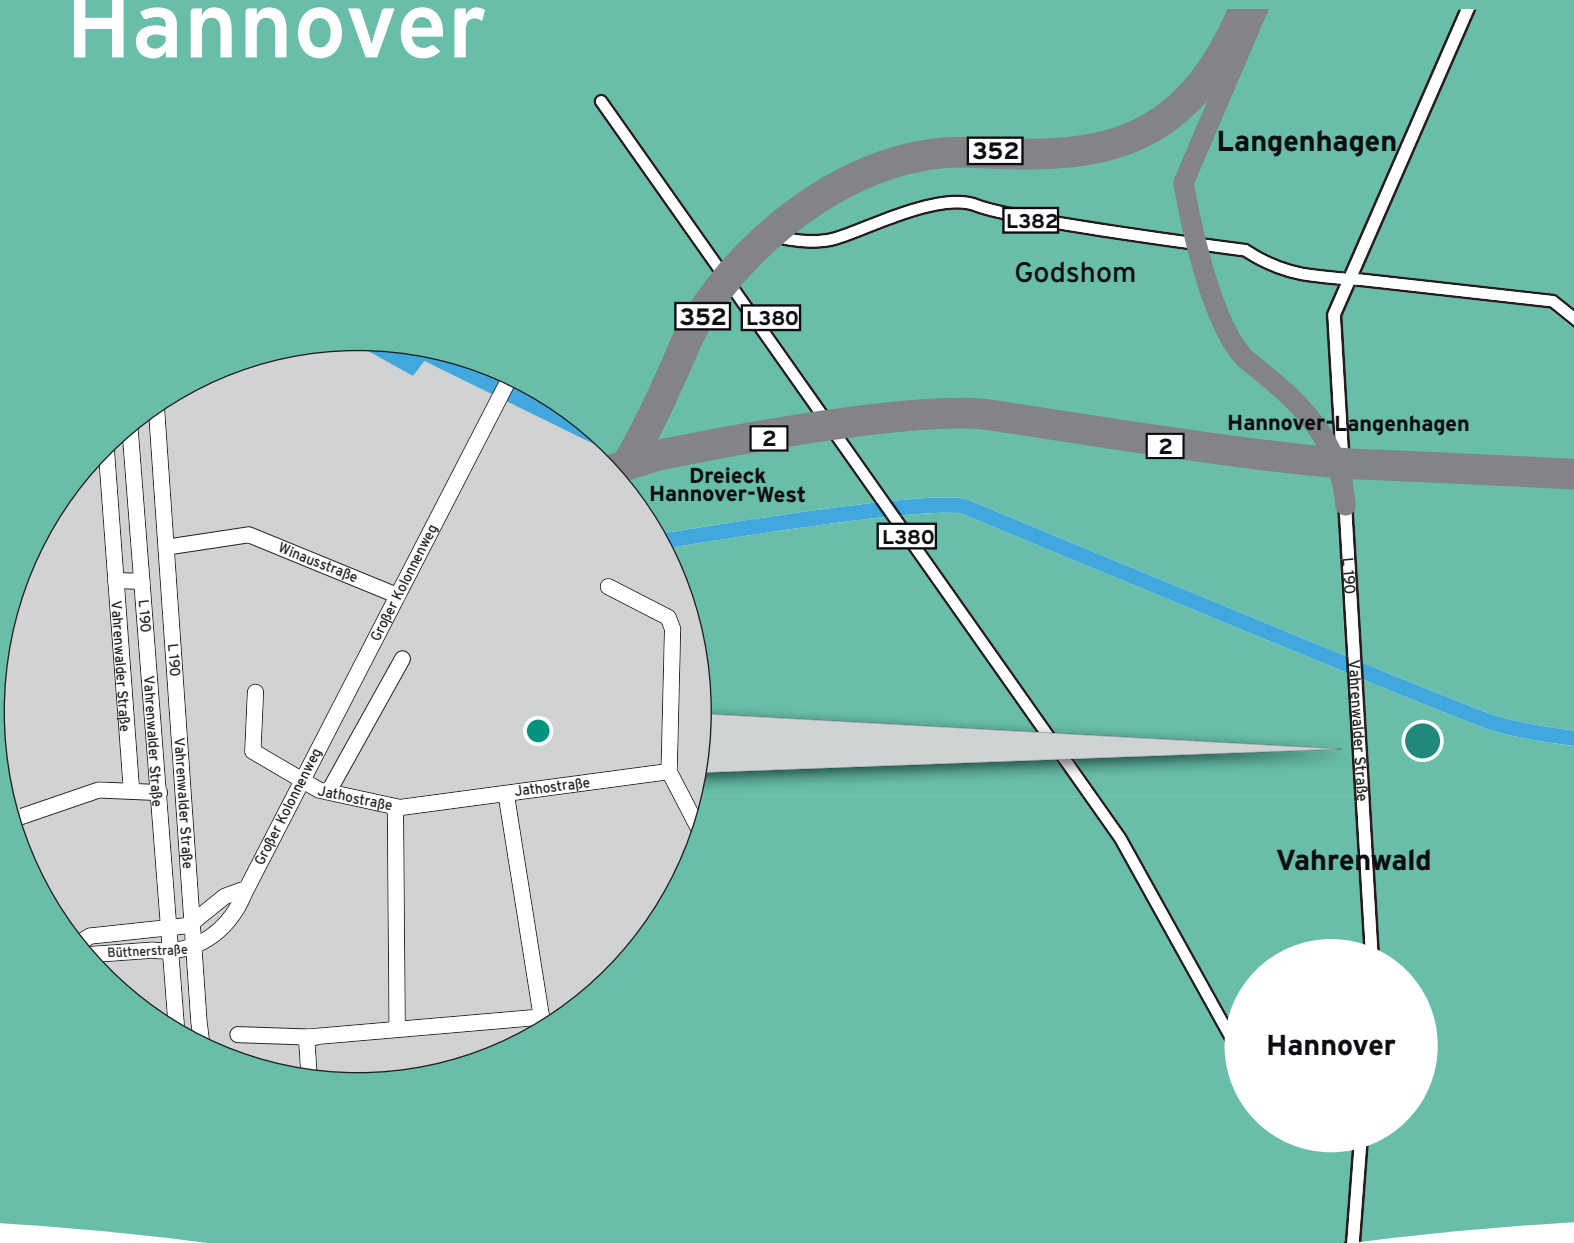 Hannover
352
Langenhagen
L382
Godshom
352
L380
Hannover-Langenhagen
2
2
Dreieck
Hannover-West
L380
L 190
Vahrenwalder Straße
Vahrenwald
Hannover
Winausstraße
Großer Kolonnenweg
L 190
L 190
Vahrenwalder Straße
Vahrenwalder Straße
Vahrenwalder Straße
Großer Kolonnenweg
Jathostraße
Jathostraße
Büttnerstraße